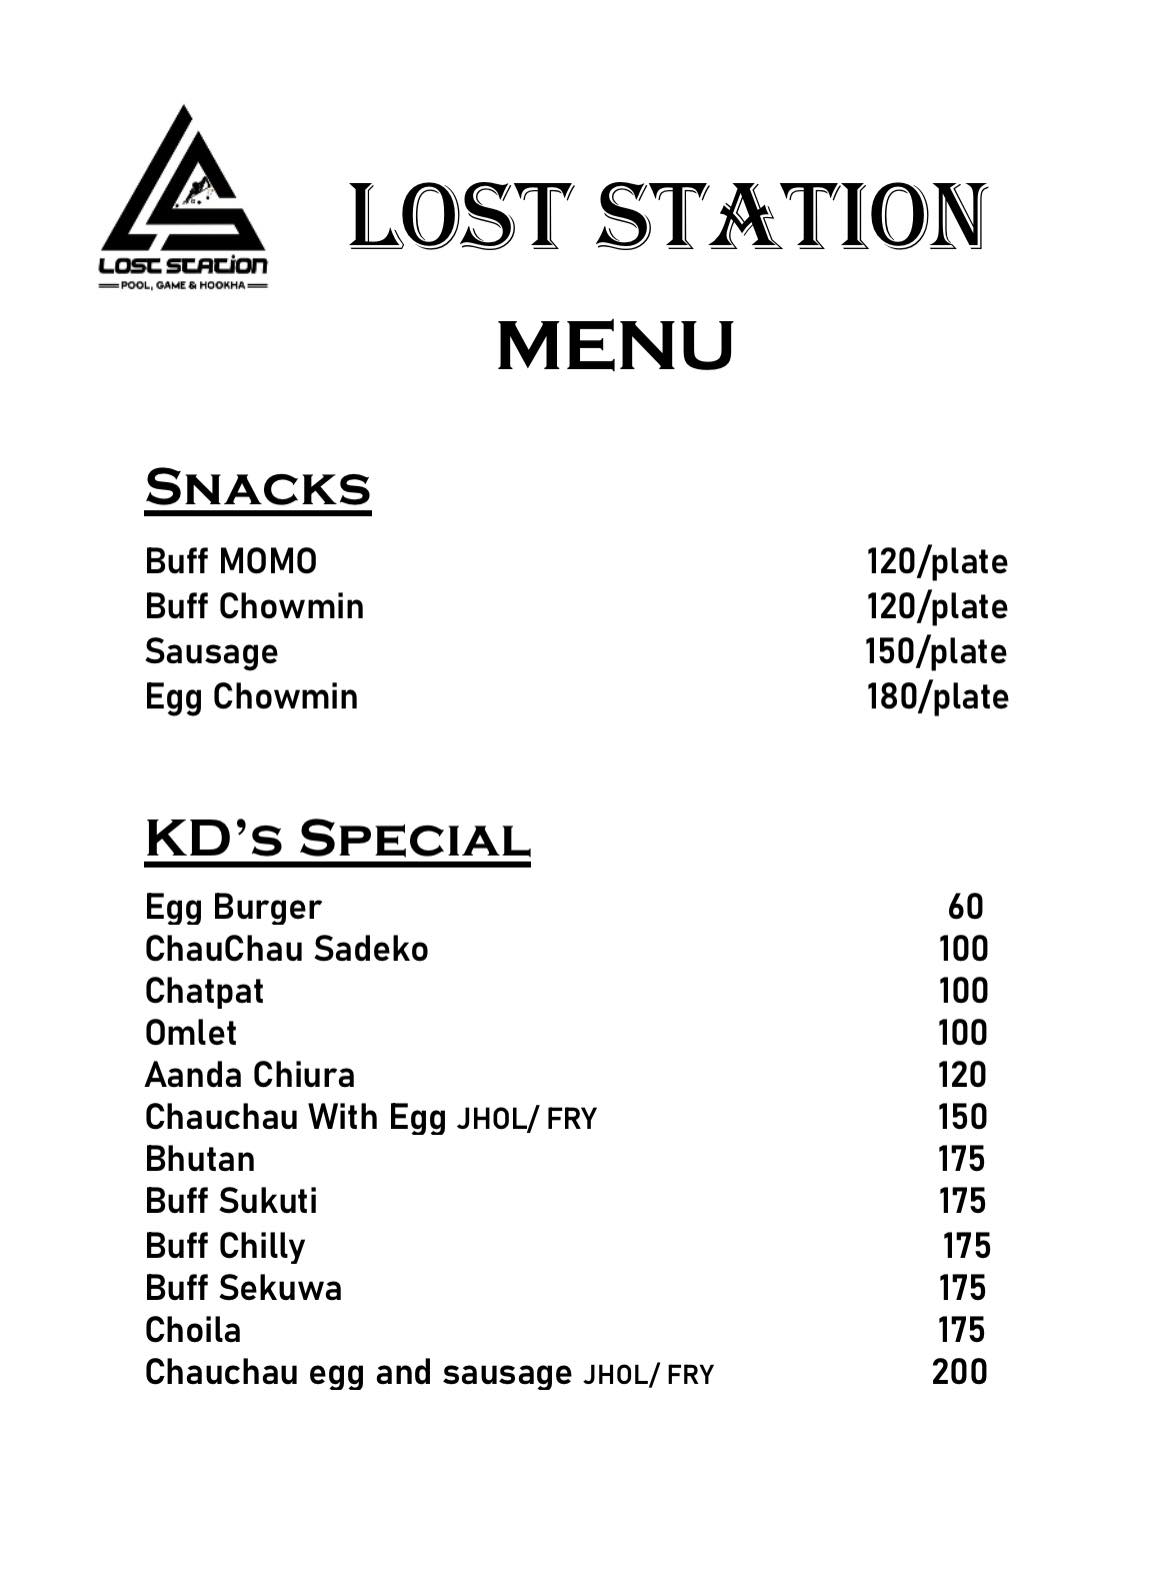 LOST STATION
POOL, GAME & HOOKHA
LOST STATION
MENU
SNACKS
Buff MOMO 120/plate
Buff Chowmin 120/plate
Sausage 150/plate
Egg Chowmin 180/plate
KD’S SPECIAL
Egg Burger 60
ChauChau Sadeko 100
Chatpat 100
Omlet 100
Aanda Chiura 120
Chauchau With Egg JHOL/ FRY 150
Bhutan 175
Buff Sukuti 175
Buff Chilly 175
Buff Sekuwa 175
Choila 175
Chauchau egg and sausage JHOL/ FRY 200